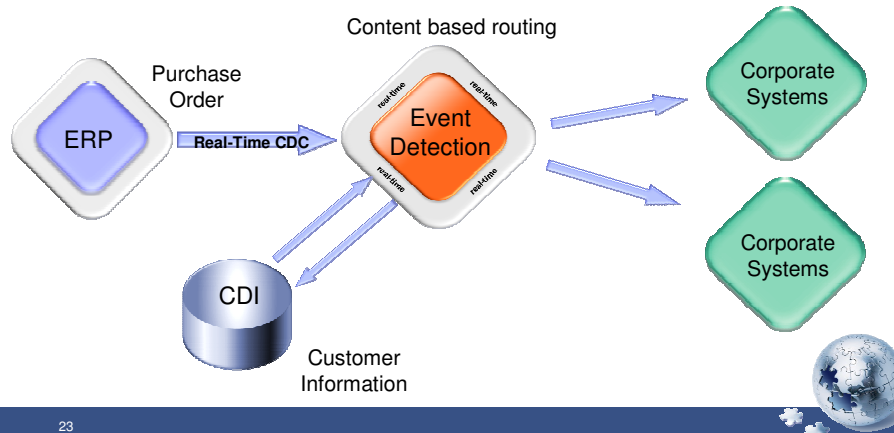 Content based routing
Purchase
Order
ERP
Real-Time CDC
real-time
real-time
Event
Detection
real-time
real-time
Corporate
Systems
Corporate
Systems
CDI
Customer
Information
23